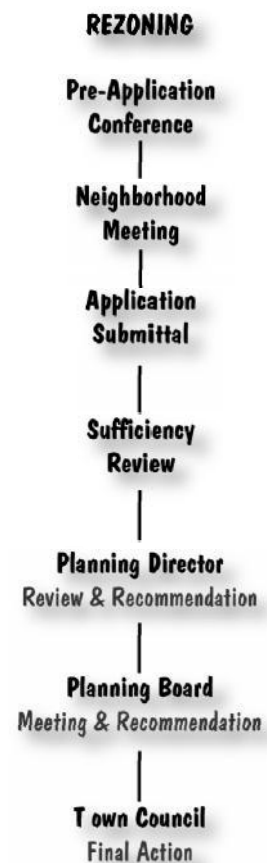 REZONING
Pre-Application
Conference
Neighborhood
Meeting
Application
Submittal
Sufficiency
Review
Planning Director
Review & Recommendation
Planning Board
Meeting & Recommendation
Town Council
Final Action